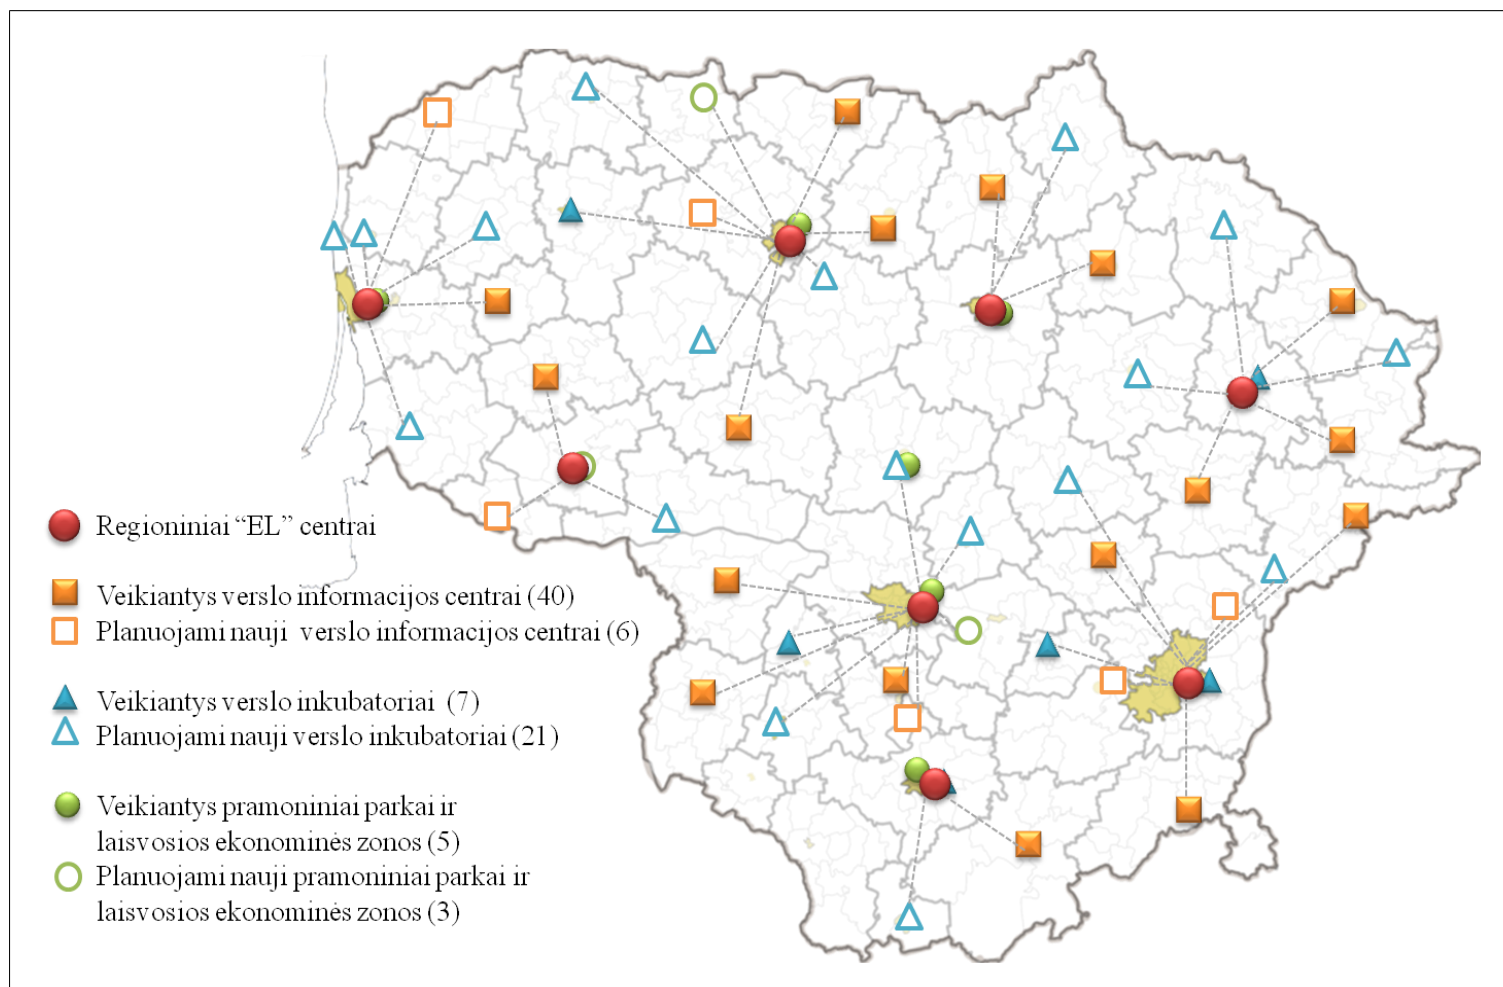 Regioniniai “EL” centrai
Veikiantys verslo informacijos centrai (40)
Planuojami nauji verslo informacijos centrai (6)
Veikiantys verslo inkubatoriai (7)
Planuojami nauji verslo inkubatoriai (21)
Veikiantys pramoniniai parkai ir
laisvosios ekonominės zonos (5)
Planuojami nauji pramoniniai parkai ir
laisvosios ekonominės zonos (3)